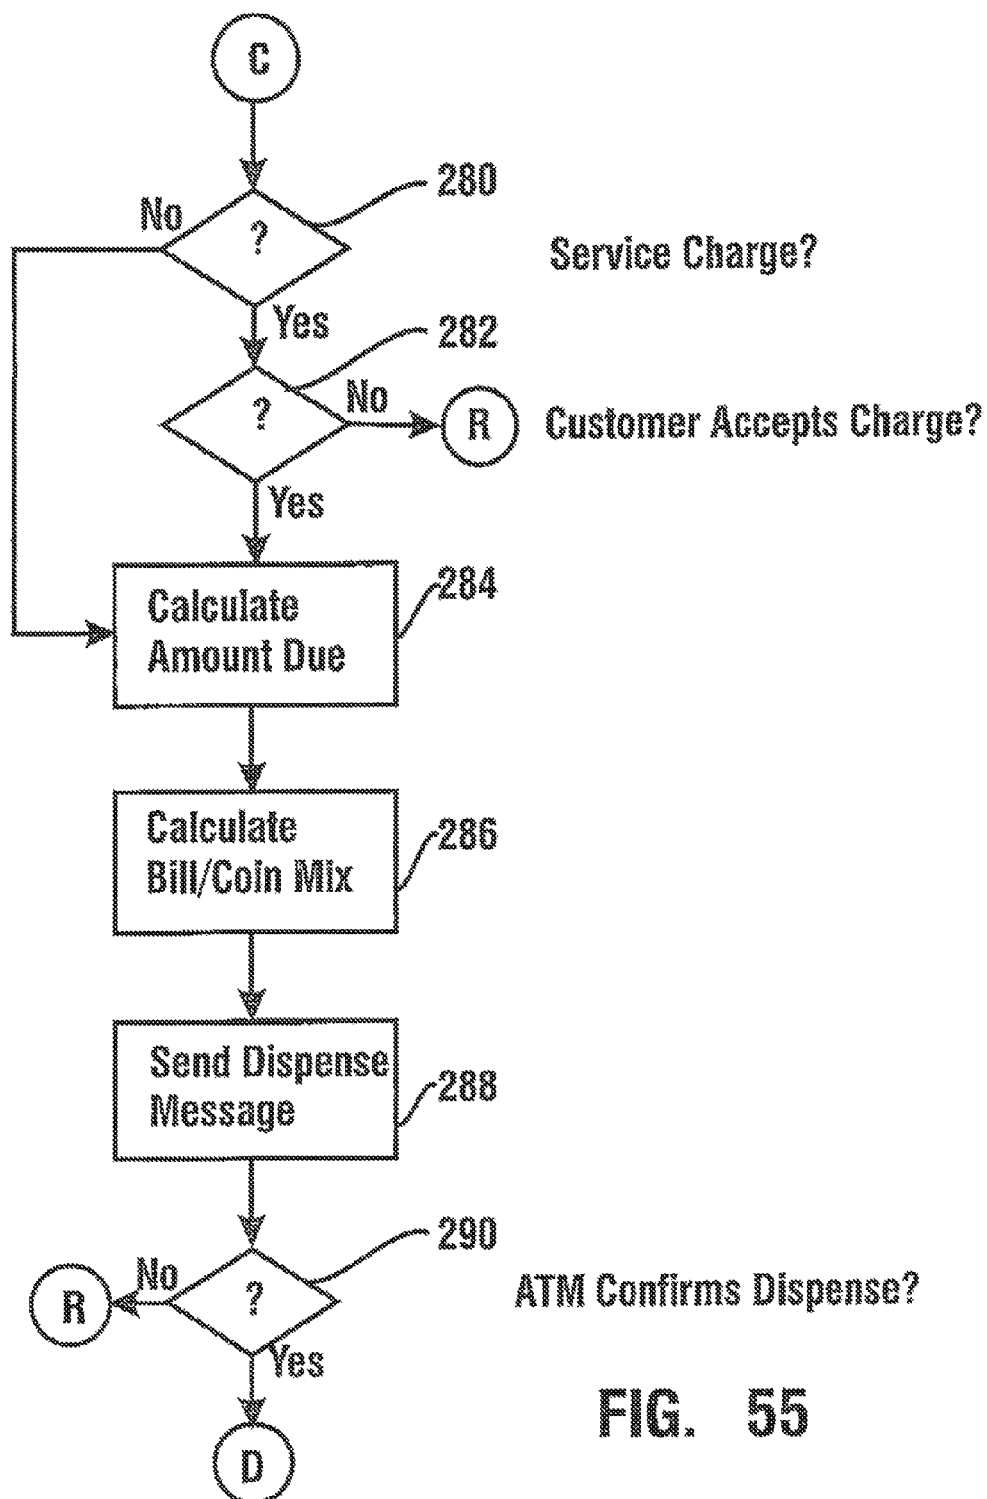 C
280
No
?
Service Charge?
Yes
282
?
No
R
Customer Accepts Charge?
Yes
284
Calculate
Amount Due
Calculate
Bill/Coin Mix
286
Send Dispense
Message
288
290
No
?
R
ATM Confirms Dispense?
Yes
D
FIG. 55